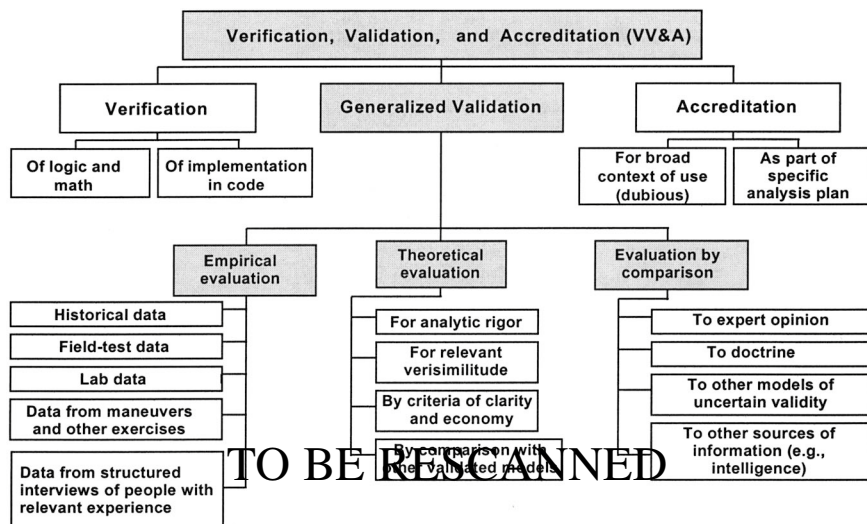 Verification, Validation, and Accreditation (VV&A)
Verification
Generalized Validation
Accreditation
Of logic and
math
Of implementation
in code
For broad
context of use
(dubious)
As part of
specific
analysis plan
Empirical
evaluation
Theoretical
evaluation
Evaluation by
comparison
Historical data
Field-test data
Lab data
Data from maneuvers
and other exercises
Data from structured
interviews of people with
relevant experience
For analytic rigor
For relevant
verisimilitude
By criteria of clarity
and economy
By comparison with
other validated models
To expert opinion
To doctrine
To other models of
uncertain validity
To other sources of
information (e.g.,
intelligence)
TO BE RESCANNED